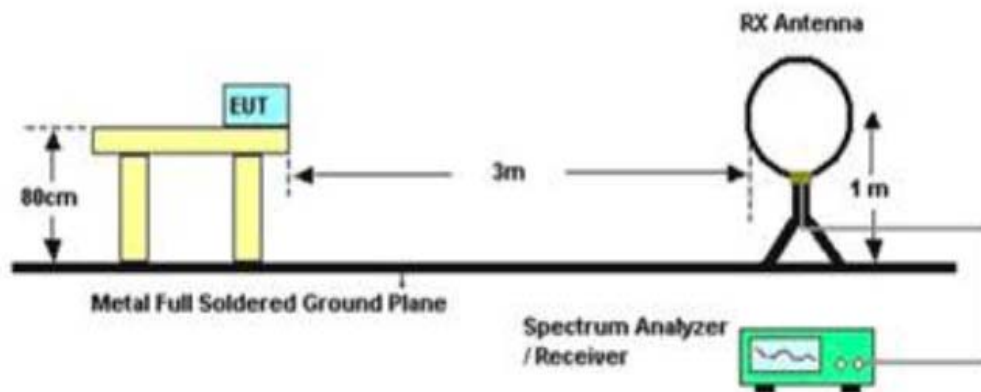 RX Antenna
EUT
3m
80cm
1 m
Metal Full Soldered Ground Plane
Spectrum Analyzer
/ Receiver